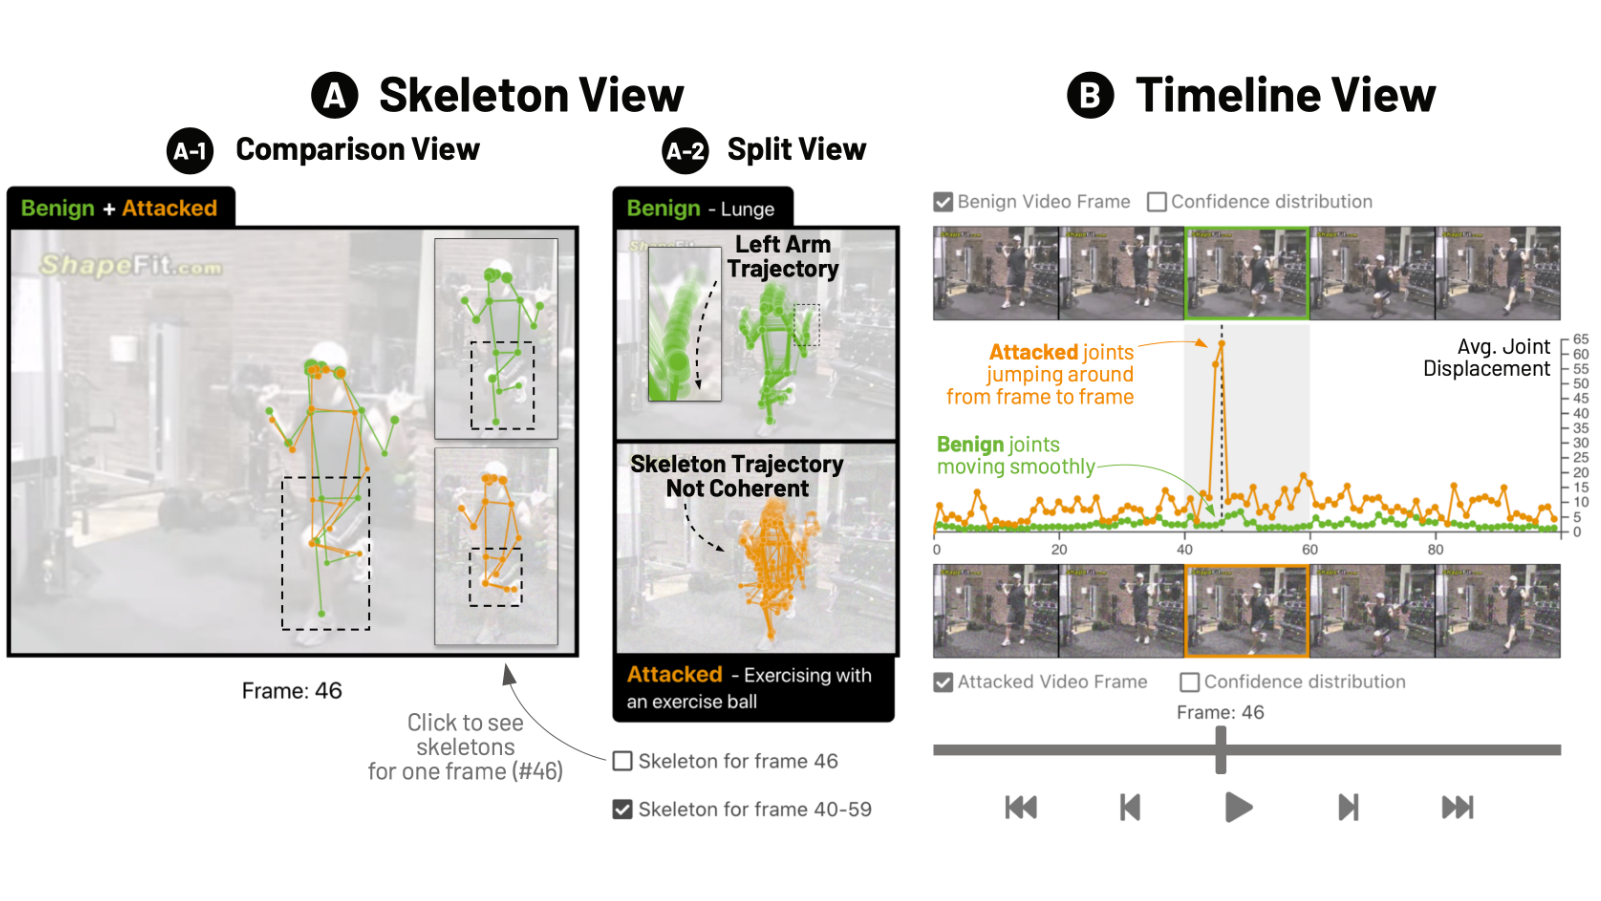 A Skeleton View
A-1 Comparison View
Benign + Attacked
ShapeFit.com
Frame: 46
Click to see
skeletons
for one frame (#46)
A-2 Split View
Benign - Lunge
Left Arm
Trajectory
Skeleton Trajectory
Not Coherent
Attacked - Exercising with
an exercise ball
Skeleton for frame 46
Skeleton for frame 40-59
B Timeline View
Benign Video Frame
Confidence distribution
Attacked joints
jumping around
from frame to frame
Benign joints
moving smoothly
Avg. Joint
Displacement
65
60
55
50
45
40
35
30
25
20
15
10
5
0
0 20 40 60 80
Attacked Video Frame
Confidence distribution
Frame: 46